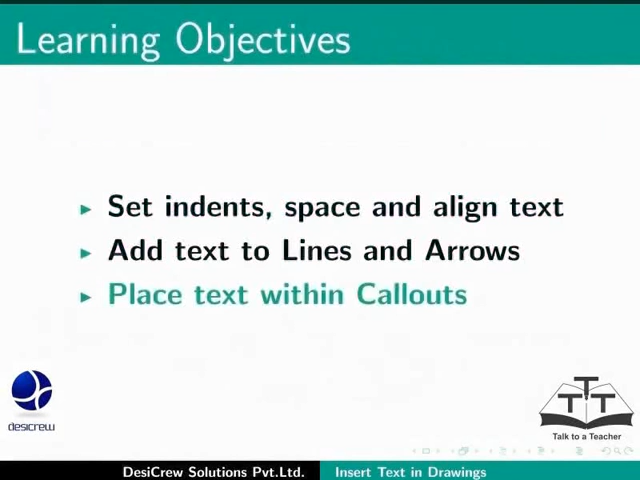 Learning Objectives
Set indents, space and align text
Add text to Lines and Arrows
Place text within Callouts
desicrew
TTT
Talk to a Teacher
DesiCrew Solutions Pvt.Ltd. Insert Text in Drawings